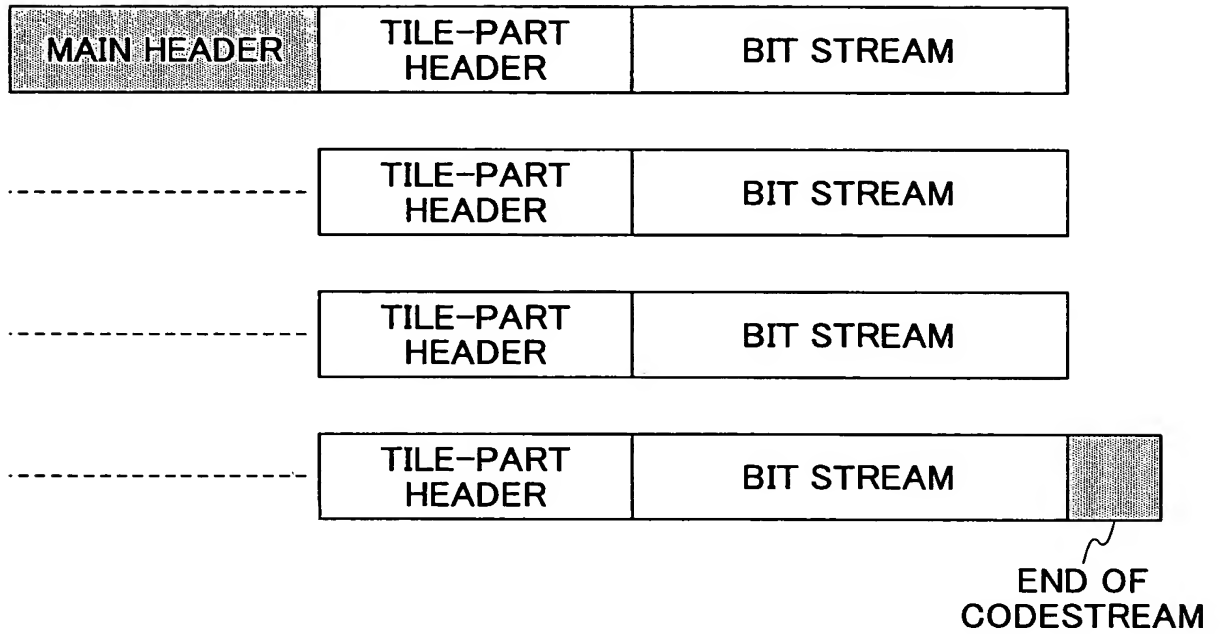 MAIN HEADER
TILE-PART
HEADER
BIT STREAM
TILE-PART
HEADER
BIT STREAM
TILE-PART
HEADER
BIT STREAM
TILE-PART
HEADER
BIT STREAM
END OF
CODESTREAM